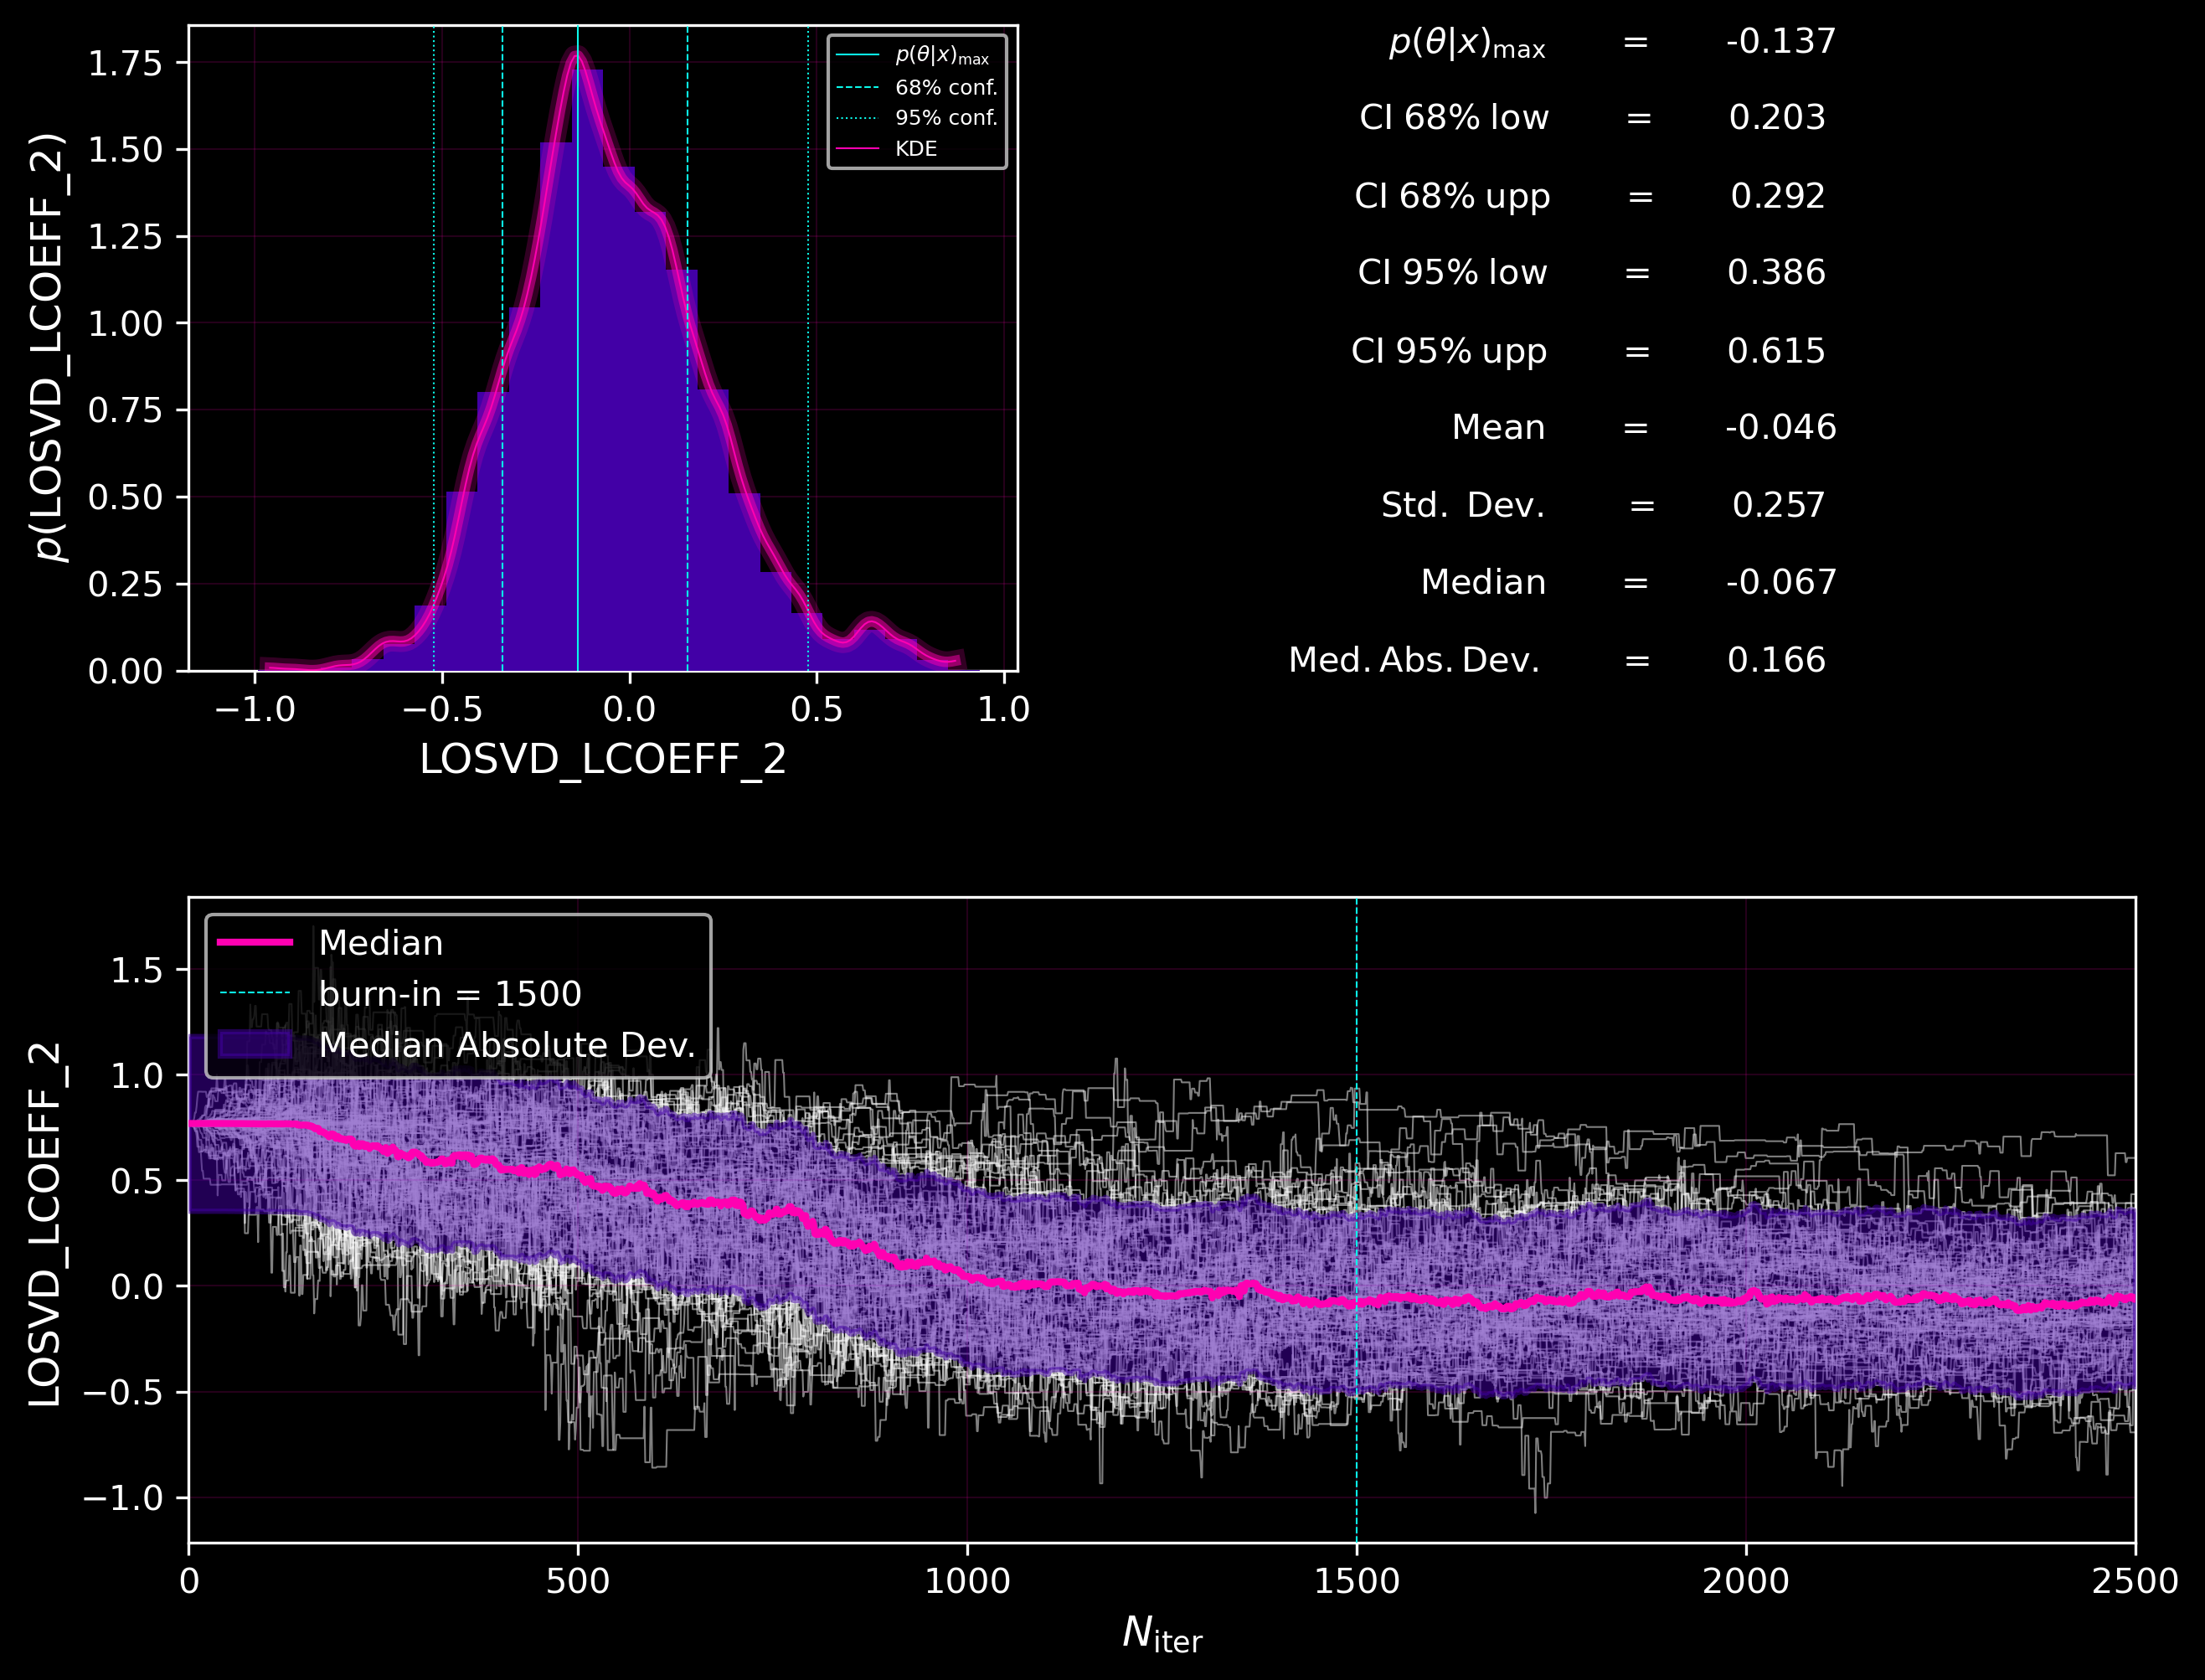 p(LOSVD_LCOEFF_2)
1.75
1.50
1.25
1.00
0.75
0.50
0.25
0.00
−1.0 −0.5 0.0 0.5 1.0
LOSVD_LCOEFF_2
p(θ|x)max
68% conf.
95% conf.
KDE
p(θ|x)max = -0.137
CI 68% low = 0.203
CI 68% upp = 0.292
CI 95% low = 0.386
CI 95% upp = 0.615
Mean = -0.046
Std. Dev. = 0.257
Median = -0.067
Med. Abs. Dev. = 0.166
LOSVD_LCOEFF_2
1.5
1.0
0.5
0.0
−0.5
−1.0
Median
burn-in = 1500
Median Absolute Dev.
0 500 1000 1500 2000 2500
Niter